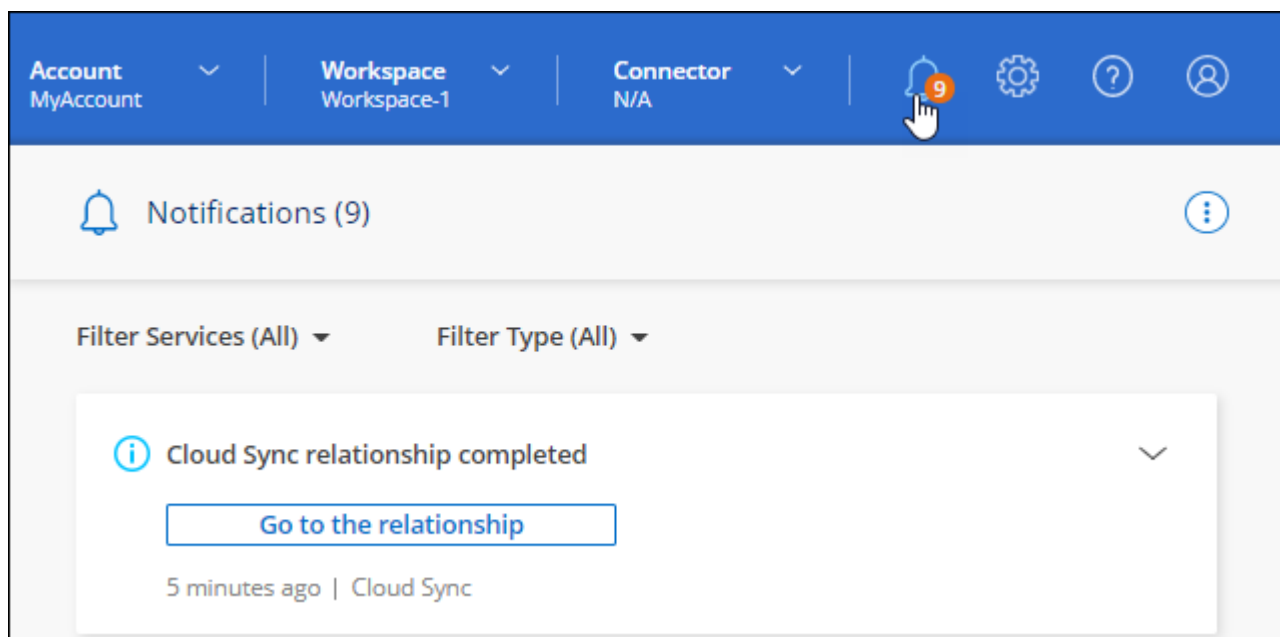 Account
MyAccount
Workspace
Workspace-1
Connector
N/A
9
Notifications (9)
Filter Services (All)
Filter Type (All)
Cloud Sync relationship completed
Go to the relationship
5 minutes ago | Cloud Sync